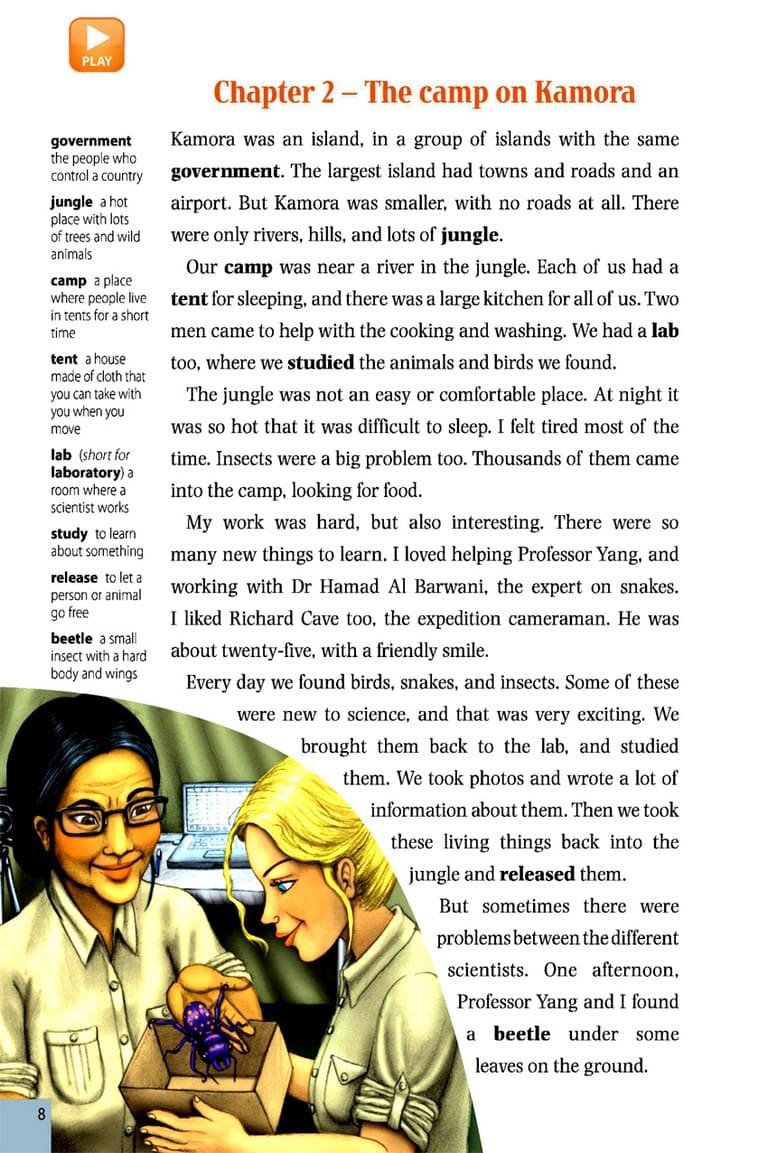 PLAY
Chapter 2 – The camp on Kamora
government
the people who
control a country
jungle a hot
place with lots
of trees and wild
animals
camp a place
where people live
in tents for a short
time
tent a house
made of cloth that
you can take with
you when you
move
lab (short for
laboratory) a
room where a
scientist works
study to learn
about something
release to let a
person or animal
go free
beetle a small
insect with a hard
body and wings
Kamora was an island, in a group of islands with the same
government. The largest island had towns and roads and an
airport. But Kamora was smaller, with no roads at all. There
were only rivers, hills, and lots of jungle.
Our camp was near a river in the jungle. Each of us had a
tent for sleeping, and there was a large kitchen for all of us. Two
men came to help with the cooking and washing. We had a lab
too, where we studied the animals and birds we found.
The jungle was not an easy or comfortable place. At night it
was so hot that it was difficult to sleep. I felt tired most of the
time. Insects were a big problem too. Thousands of them came
into the camp, looking for food.
My work was hard, but also interesting. There were so
many new things to learn. I loved helping Professor Yang, and
working with Dr Hamad Al Barwani, the expert on snakes.
I liked Richard Cave too, the expedition cameraman. He was
about twenty-five, with a friendly smile.
Every day we found birds, snakes, and insects. Some of these
were new to science, and that was very exciting. We
brought them back to the lab, and studied
them. We took photos and wrote a lot of
information about them. Then we took
these living things back into the
jungle and released them.
But sometimes there were
problems between the different
scientists. One afternoon,
Professor Yang and I found
a beetle under some
leaves on the ground.
8